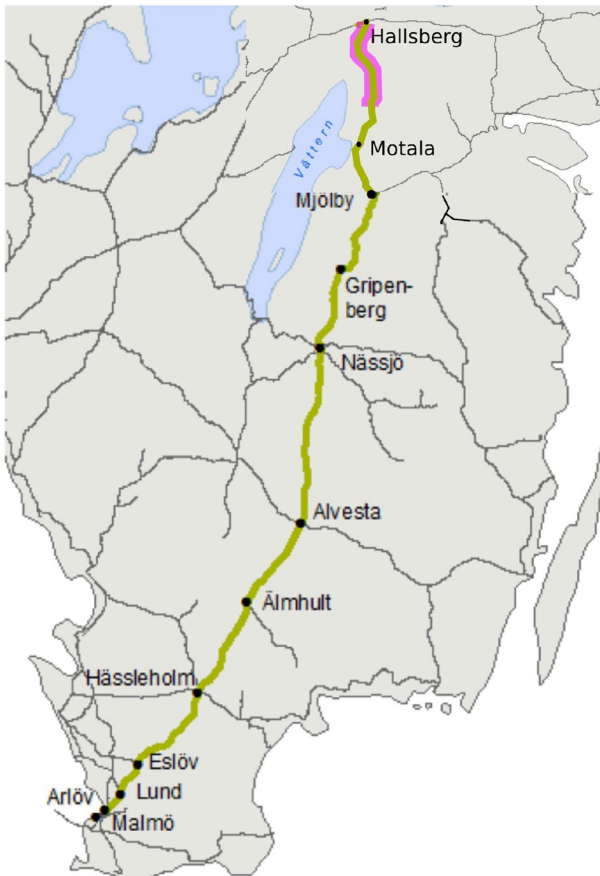 Hallsberg
Vättern
Motala
Mjölby
Gripen-
berg
Nässjö
Alvesta
Älmhult
Hässleholm
Eslöv
Lund
Arlöv
Malmö